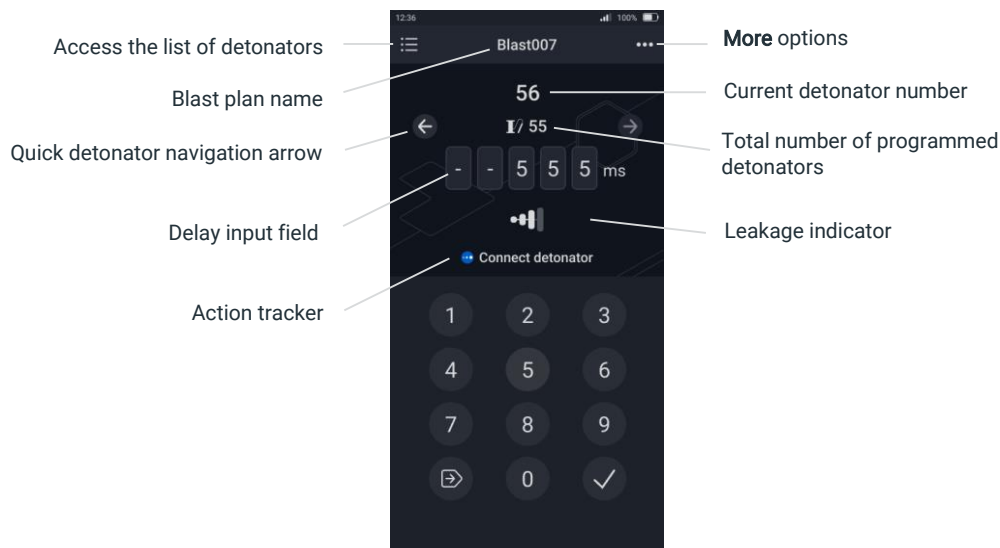 12:36 100%
Access the list of detonators
Blast007
More options
Blast plan name
56
Current detonator number
55
Total number of programmed
detonators
Quick detonator navigation arrow
- - 5 5 5 ms
Delay input field
Leakage indicator
Connect detonator
Action tracker
1 2 3
4 5 6
7 8 9
0